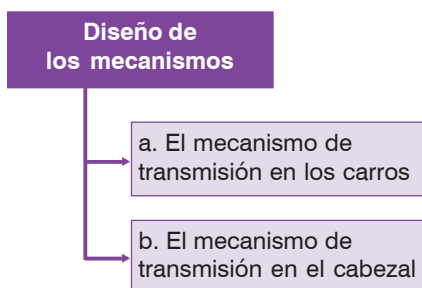 Diseño de
los mecanismos
a. El mecanismo de
transmisión en los carros
b. El mecanismo de
transmisión en el cabezal